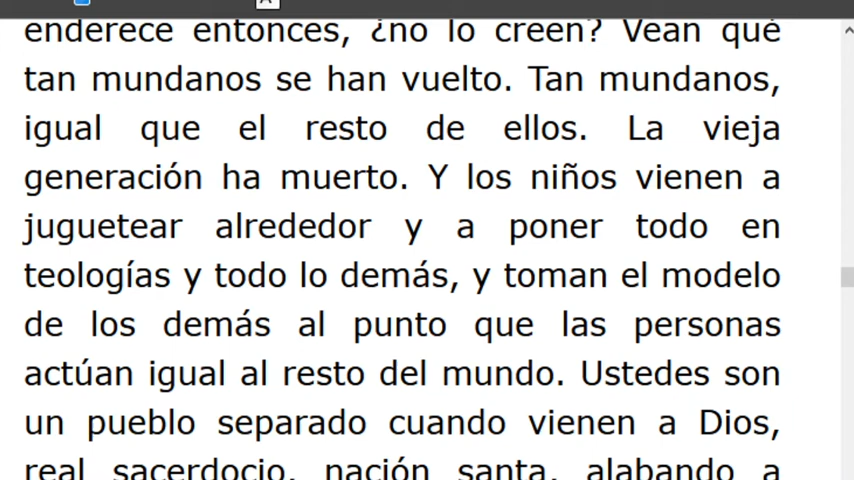 enderece entonces, ¿no lo creen? Vean qué
tan mundanos se han vuelto. Tan mundanos,
igual que el resto de ellos. La vieja
generación ha muerto. Y los niños vienen a
juguetear alrededor y a poner todo en
teologías y todo lo demás, y toman el modelo
de los demás al punto que las personas
actúan igual al resto del mundo. Ustedes son
un pueblo separado cuando vienen a Dios,
real sacerdocio, nación santa, alabando a